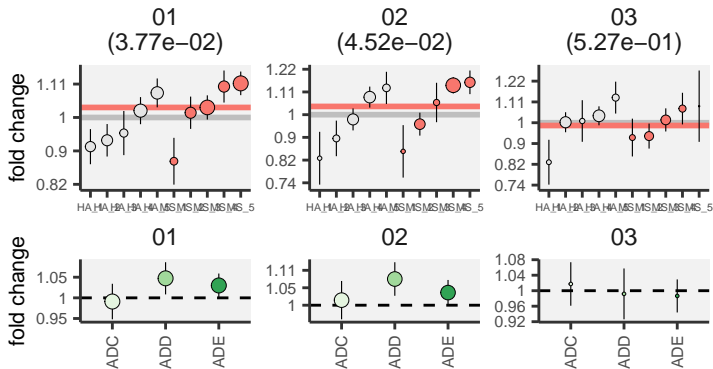 01
(3.77e−02)
02
(4.52e−02)
03
(5.27e−01)
fold change
1.11
1
0.9
0.82
1.22
1.11
1
0.9
0.82
0.74
1.22
1.11
1
0.9
0.82
0.74
01
02
03
fold change
1.05
1
0.95
1.11
1.05
1
1.08
1.04
1
0.96
0.92
ADC
ADD
ADE
ADC
ADD
ADE
ADC
ADD
ADE